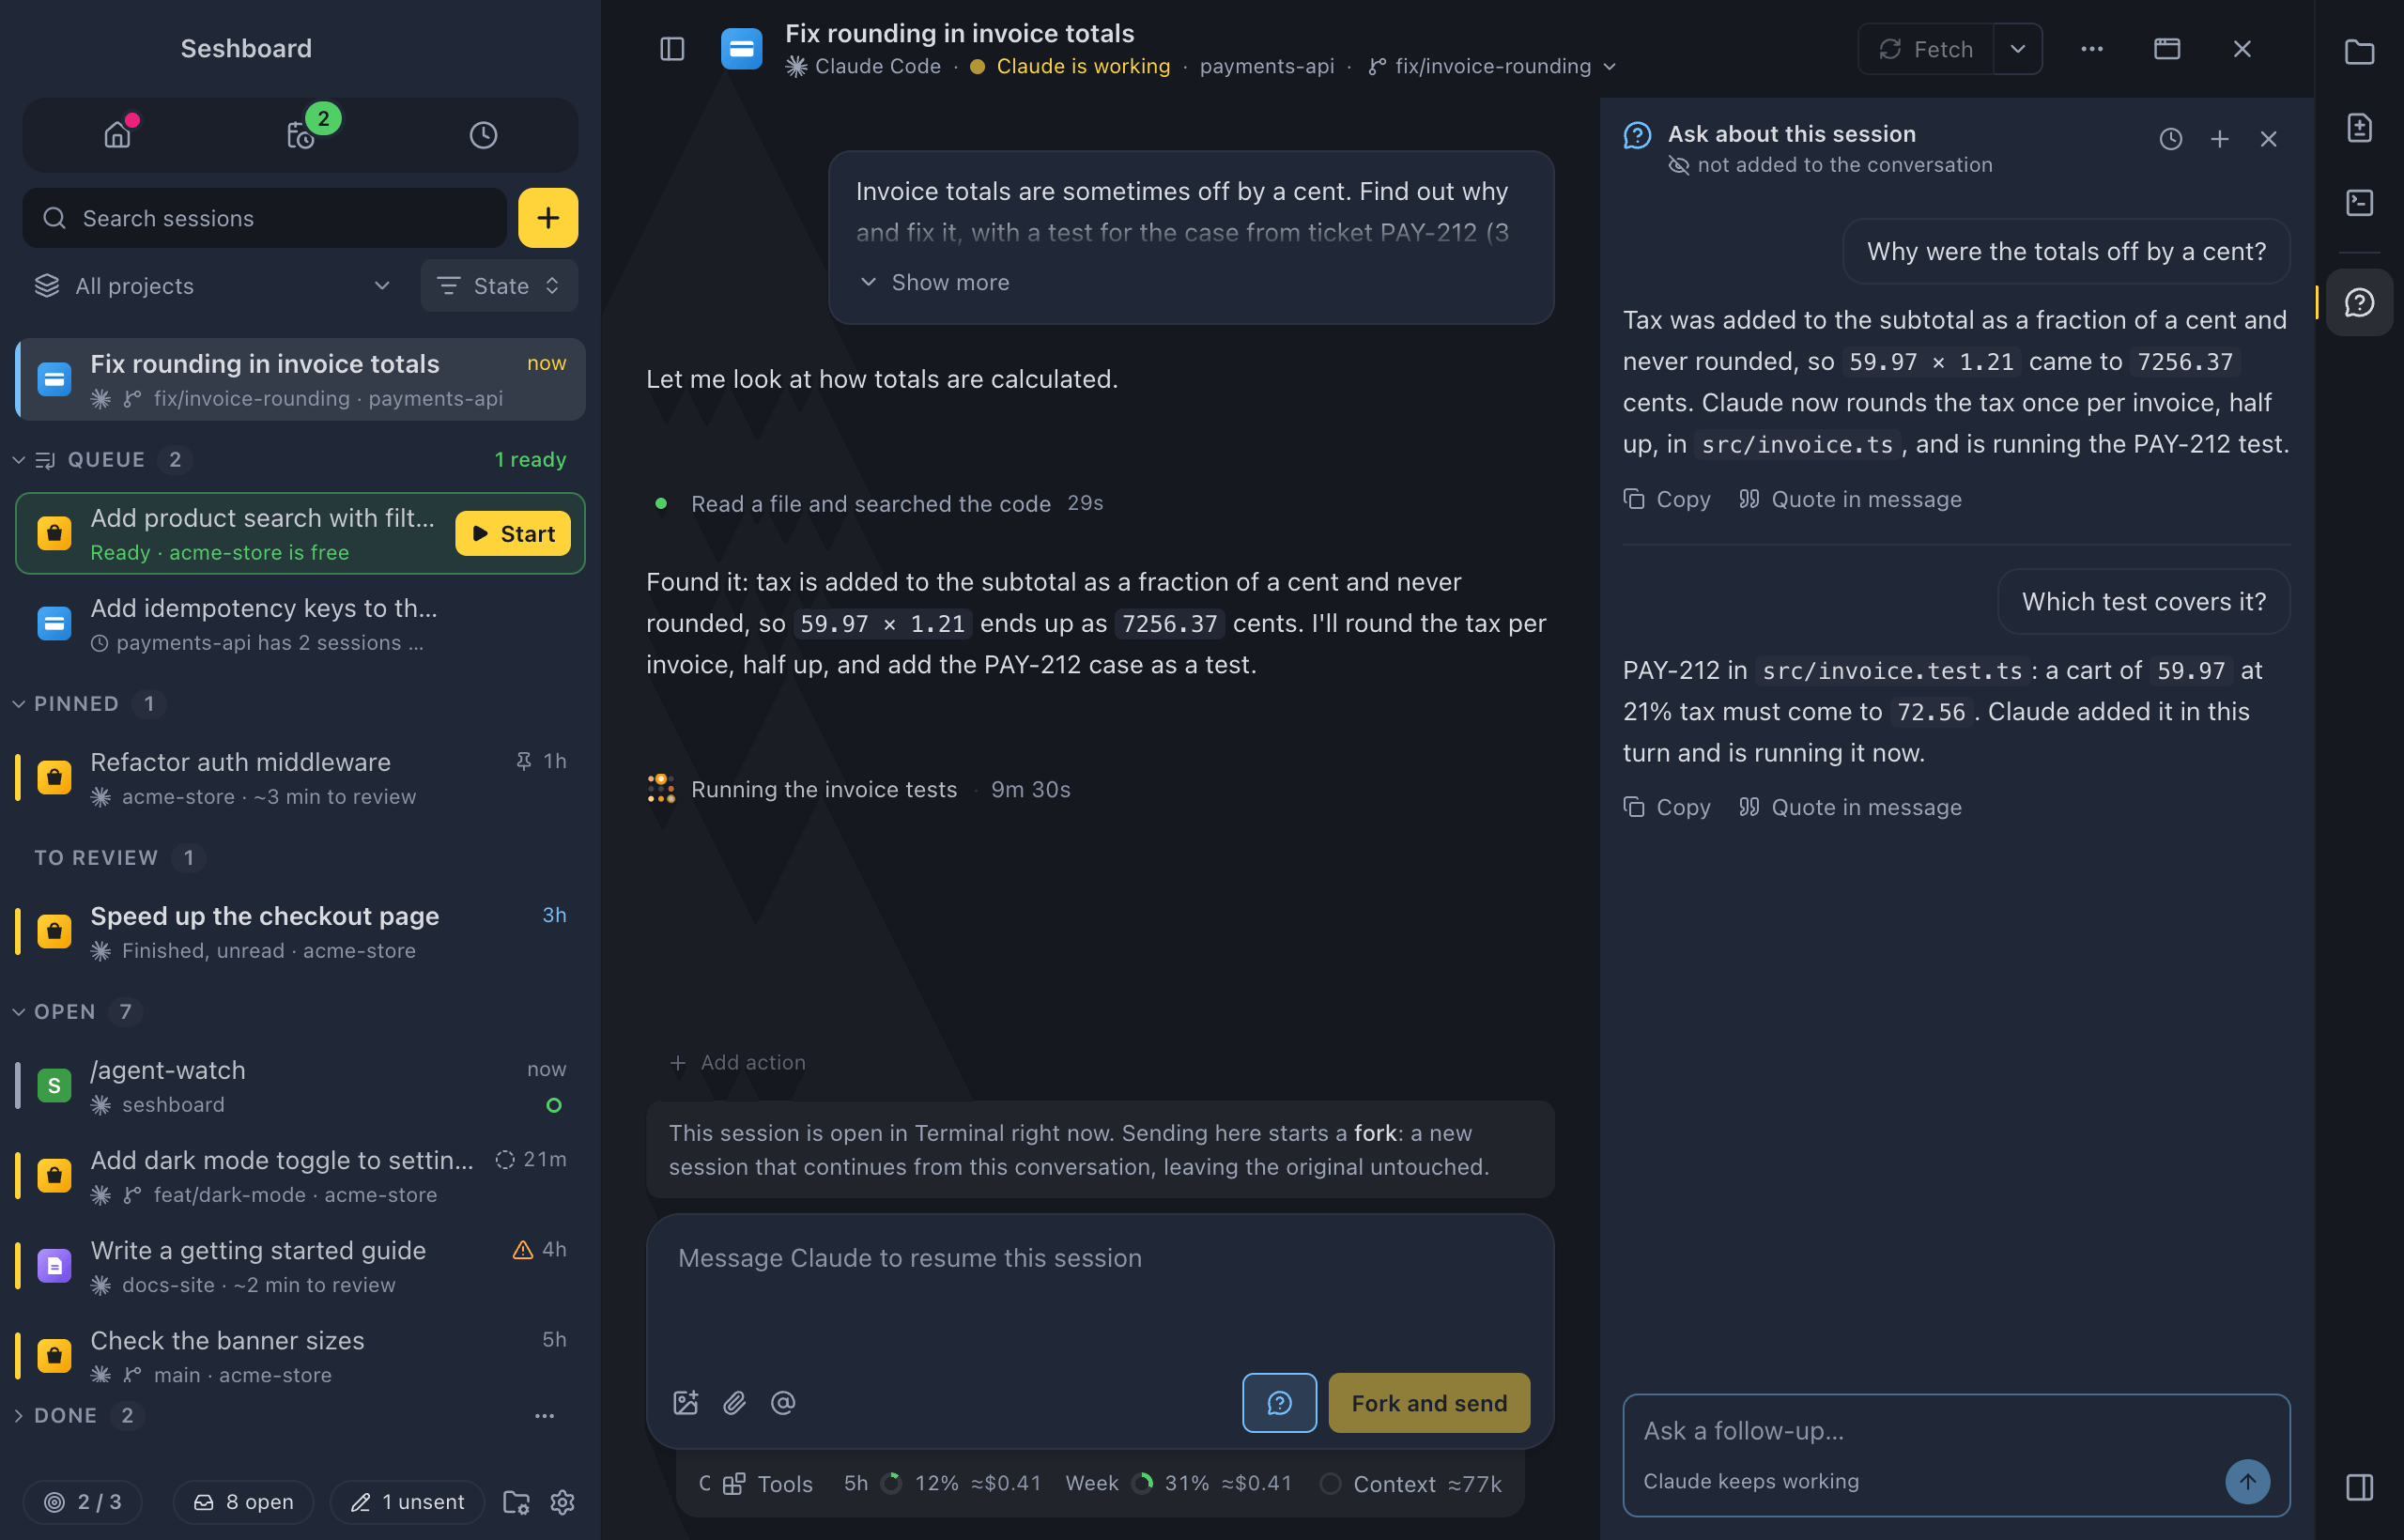 Seshboard
2
Search sessions
All projects
State
Fix rounding in invoice totals
now
fix/invoice-rounding · payments-api
QUEUE 2
1 ready
Add product search with filt...
Ready · acme-store is free
Start
Add idempotency keys to th...
payments-api has 2 sessions ...
PINNED 1
Refactor auth middleware
1h
acme-store · ~3 min to review
TO REVIEW 1
Speed up the checkout page
3h
Finished, unread · acme-store
OPEN 7
S
/agent-watch
now
seshboard
Add dark mode toggle to settin...
21m
feat/dark-mode · acme-store
Write a getting started guide
4h
docs-site · ~2 min to review
Check the banner sizes
5h
main · acme-store
DONE 2
2 / 3
8 open
1 unsent
Fix rounding in invoice totals
Claude Code · Claude is working · payments-api · fix/invoice-rounding
Fetch
Invoice totals are sometimes off by a cent. Find out why
and fix it, with a test for the case from ticket PAY-212 (3
Show more
Let me look at how totals are calculated.
Read a file and searched the code 29s
Found it: tax is added to the subtotal as a fraction of a cent and never
rounded, so 59.97 × 1.21 ends up as 7256.37 cents. I'll round the tax per
invoice, half up, and add the PAY-212 case as a test.
Running the invoice tests · 9m 30s
Add action
This session is open in Terminal right now. Sending here starts a fork: a new
session that continues from this conversation, leaving the original untouched.
Message Claude to resume this session
Fork and send
Tools
5h 12% ≈$0.41
Week 31% ≈$0.41
Context ≈77k
Ask about this session
not added to the conversation
Why were the totals off by a cent?
Tax was added to the subtotal as a fraction of a cent and
never rounded, so 59.97 × 1.21 came to 7256.37
cents. Claude now rounds the tax once per invoice, half
up, in src/invoice.ts, and is running the PAY-212 test.
Copy
Quote in message
Which test covers it?
PAY-212 in src/invoice.test.ts: a cart of 59.97 at
21% tax must come to 72.56. Claude added it in this
turn and is running it now.
Copy
Quote in message
Ask a follow-up...
Claude keeps working